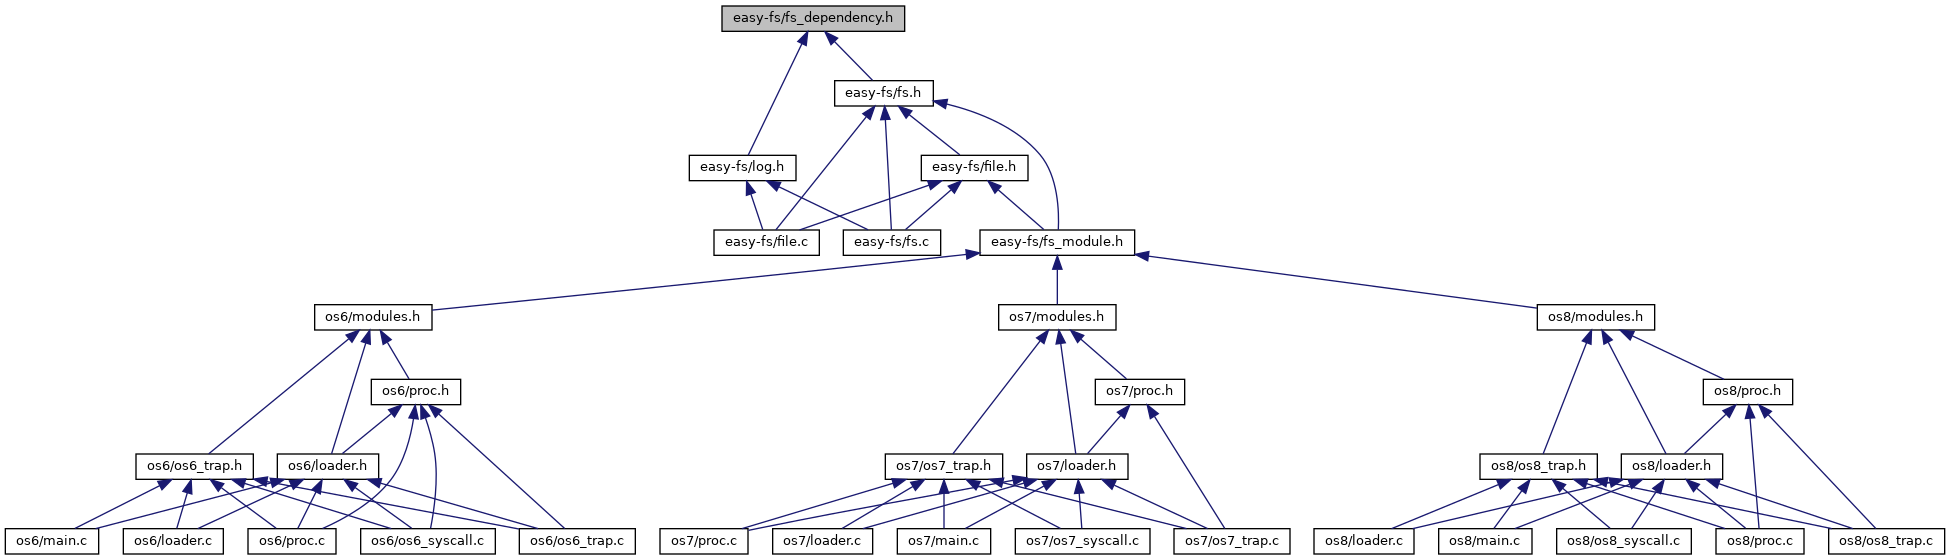 easy-fs/fs_dependency.h
easy-fs/fs.h
easy-fs/log.h
easy-fs/file.h
easy-fs/file.c
easy-fs/fs.c
easy-fs/fs_module.h
os6/modules.h
os7/modules.h
os8/modules.h
os6/proc.h
os7/proc.h
os8/proc.h
os6/os6_trap.h
os6/loader.h
os7/os7_trap.h
os7/loader.h
os8/os8_trap.h
os8/loader.h
os6/main.c
os6/loader.c
os6/proc.c
os6/os6_syscall.c
os6/os6_trap.c
os7/proc.c
os7/loader.c
os7/main.c
os7/os7_syscall.c
os7/os7_trap.c
os8/loader.c
os8/main.c
os8/os8_syscall.c
os8/proc.c
os8/os8_trap.c